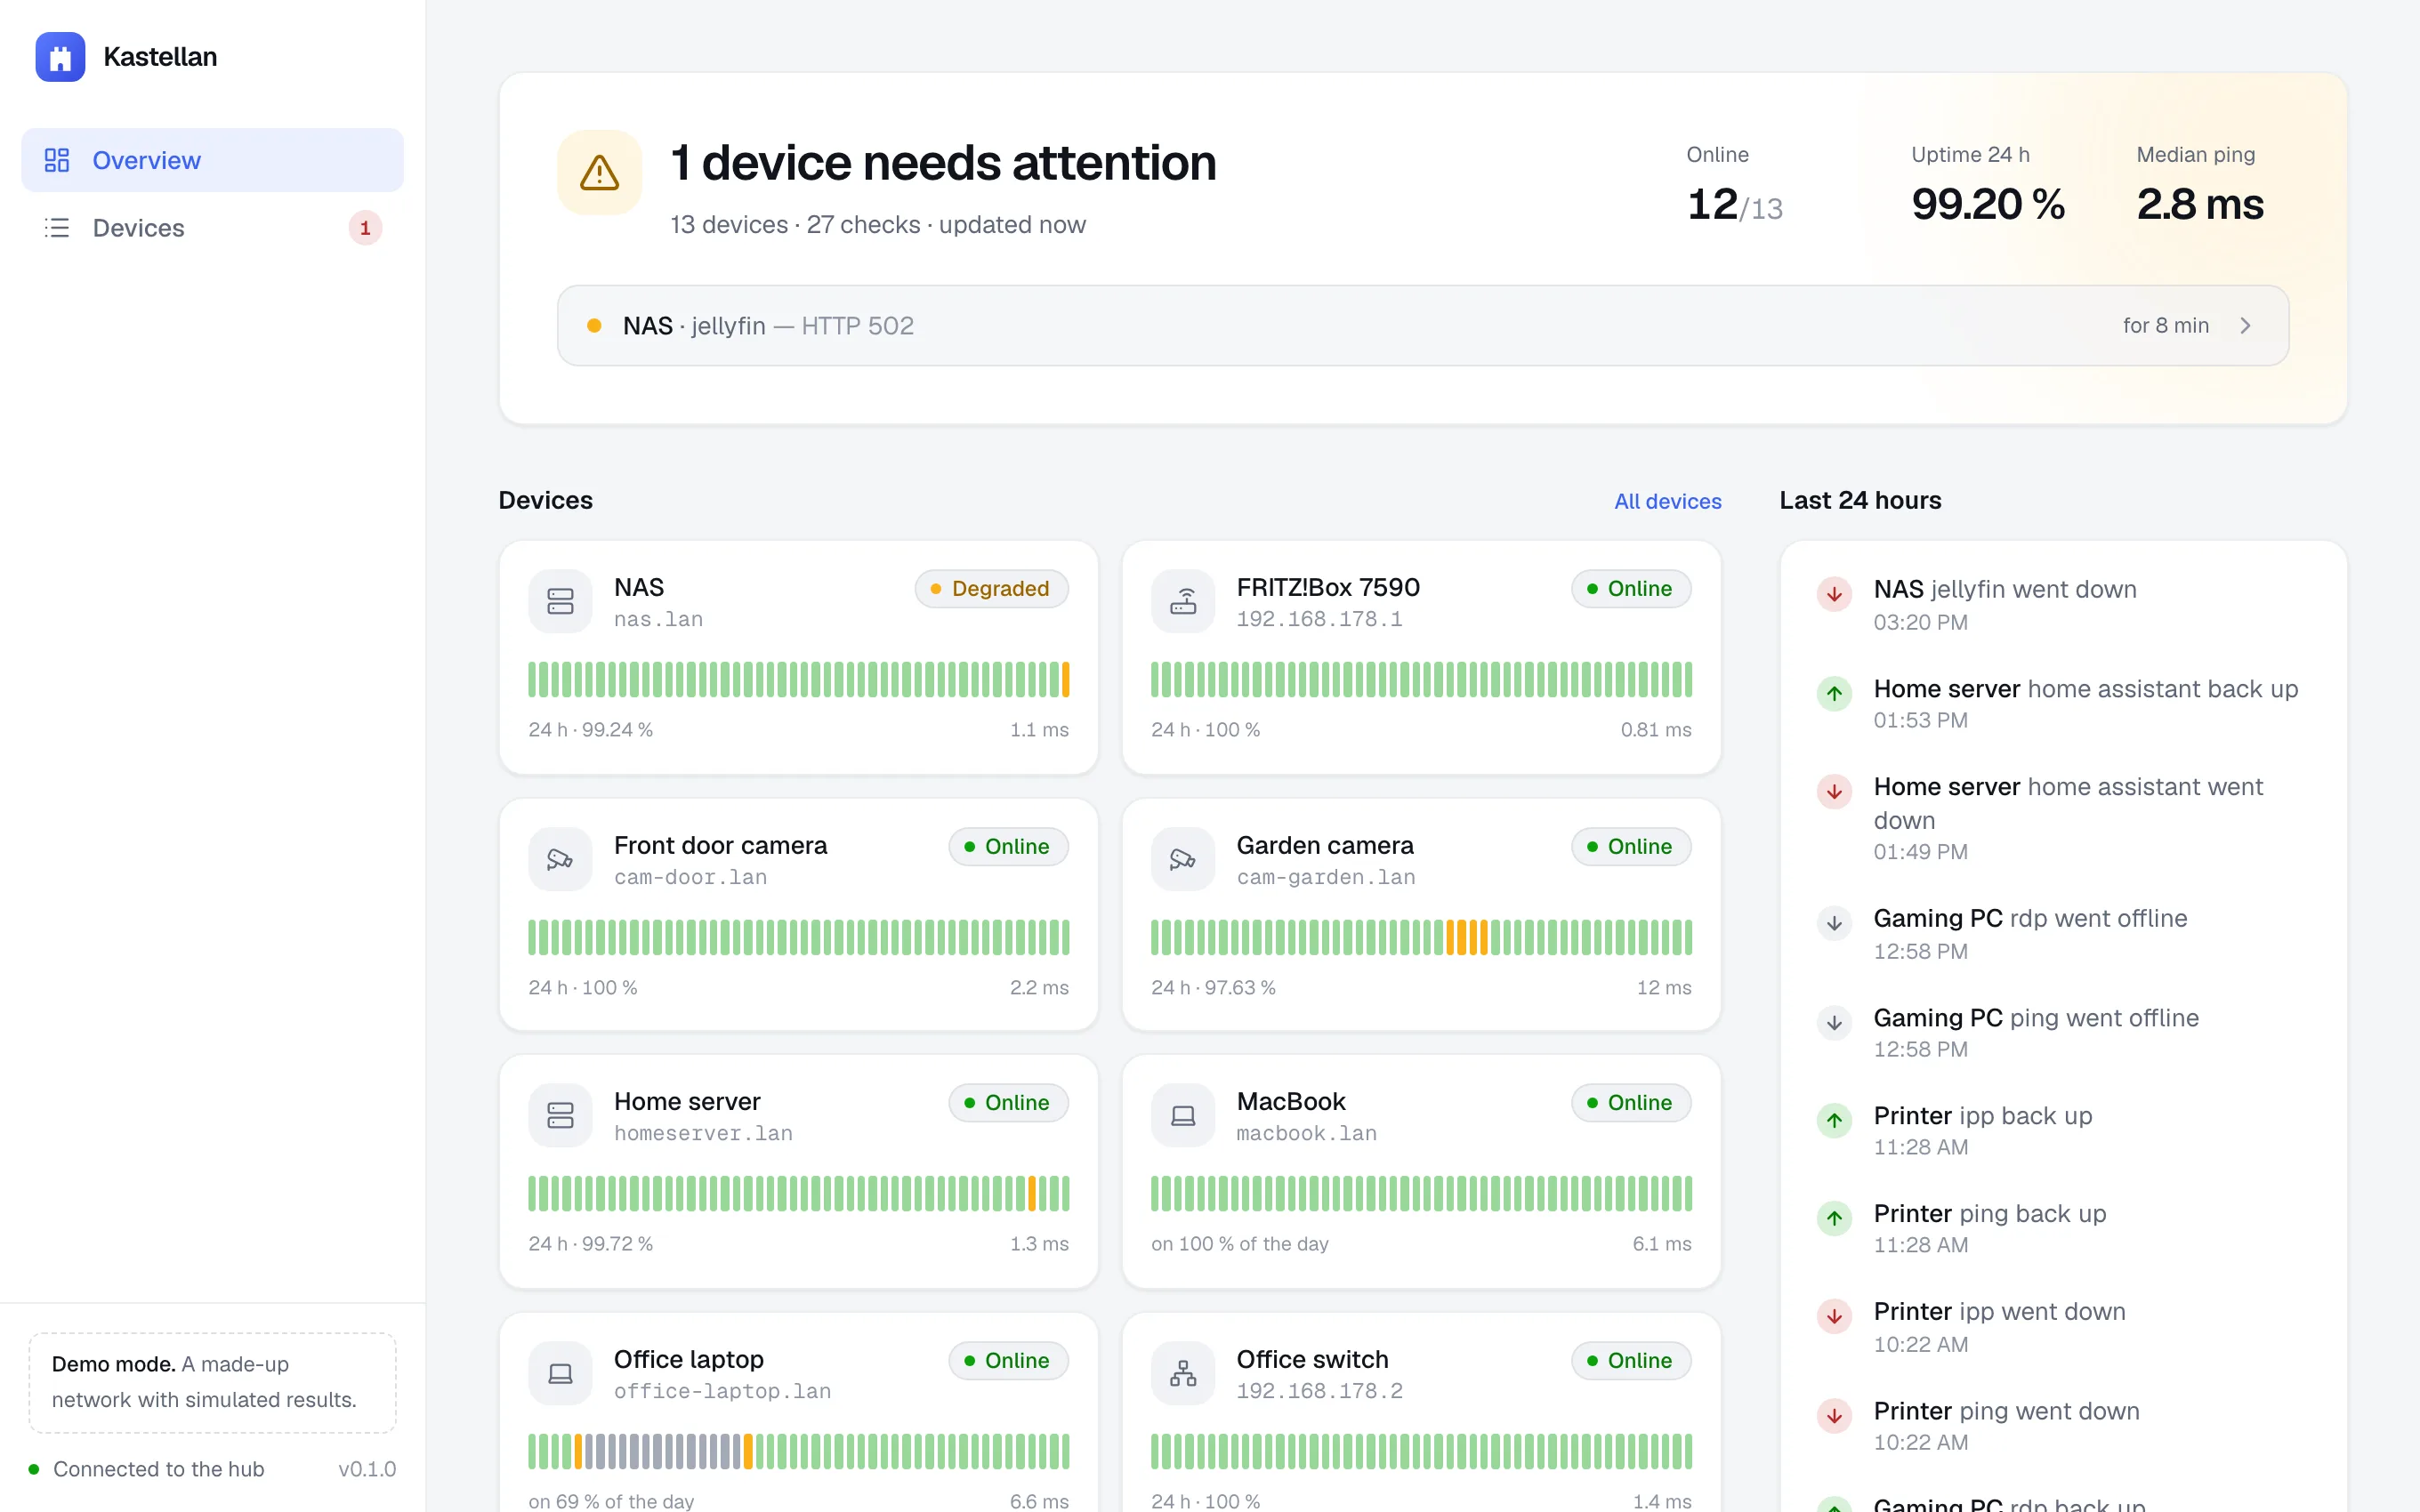 Kastellan
Overview
Devices 1
Demo mode. A made-up
network with simulated results.
Connected to the hub v0.1.0
1 device needs attention
13 devices · 27 checks · updated now
Online
12/13
Uptime 24 h
99.20 %
Median ping
2.8 ms
NAS · jellyfin — HTTP 502 for 8 min
Devices All devices
NAS Degraded
nas.lan
24 h · 99.24 % 1.1 ms
FRITZ!Box 7590 Online
192.168.178.1
24 h · 100 % 0.81 ms
Front door camera Online
cam-door.lan
24 h · 100 % 2.2 ms
Garden camera Online
cam-garden.lan
24 h · 97.63 % 12 ms
Home server Online
homeserver.lan
24 h · 99.72 % 1.3 ms
MacBook Online
macbook.lan
on 100 % of the day 6.1 ms
Office laptop Online
office-laptop.lan
on 69 % of the day 6.6 ms
Office switch Online
192.168.178.2
24 h · 100 % 1.4 ms
Last 24 hours
NAS jellyfin went down
03:20 PM
Home server home assistant back up
01:53 PM
Home server home assistant went
down
01:49 PM
Gaming PC rdp went offline
12:58 PM
Gaming PC ping went offline
12:58 PM
Printer ipp back up
11:28 AM
Printer ping back up
11:28 AM
Printer ipp went down
10:22 AM
Printer ping went down
10:22 AM
Gaming PC rdp back up